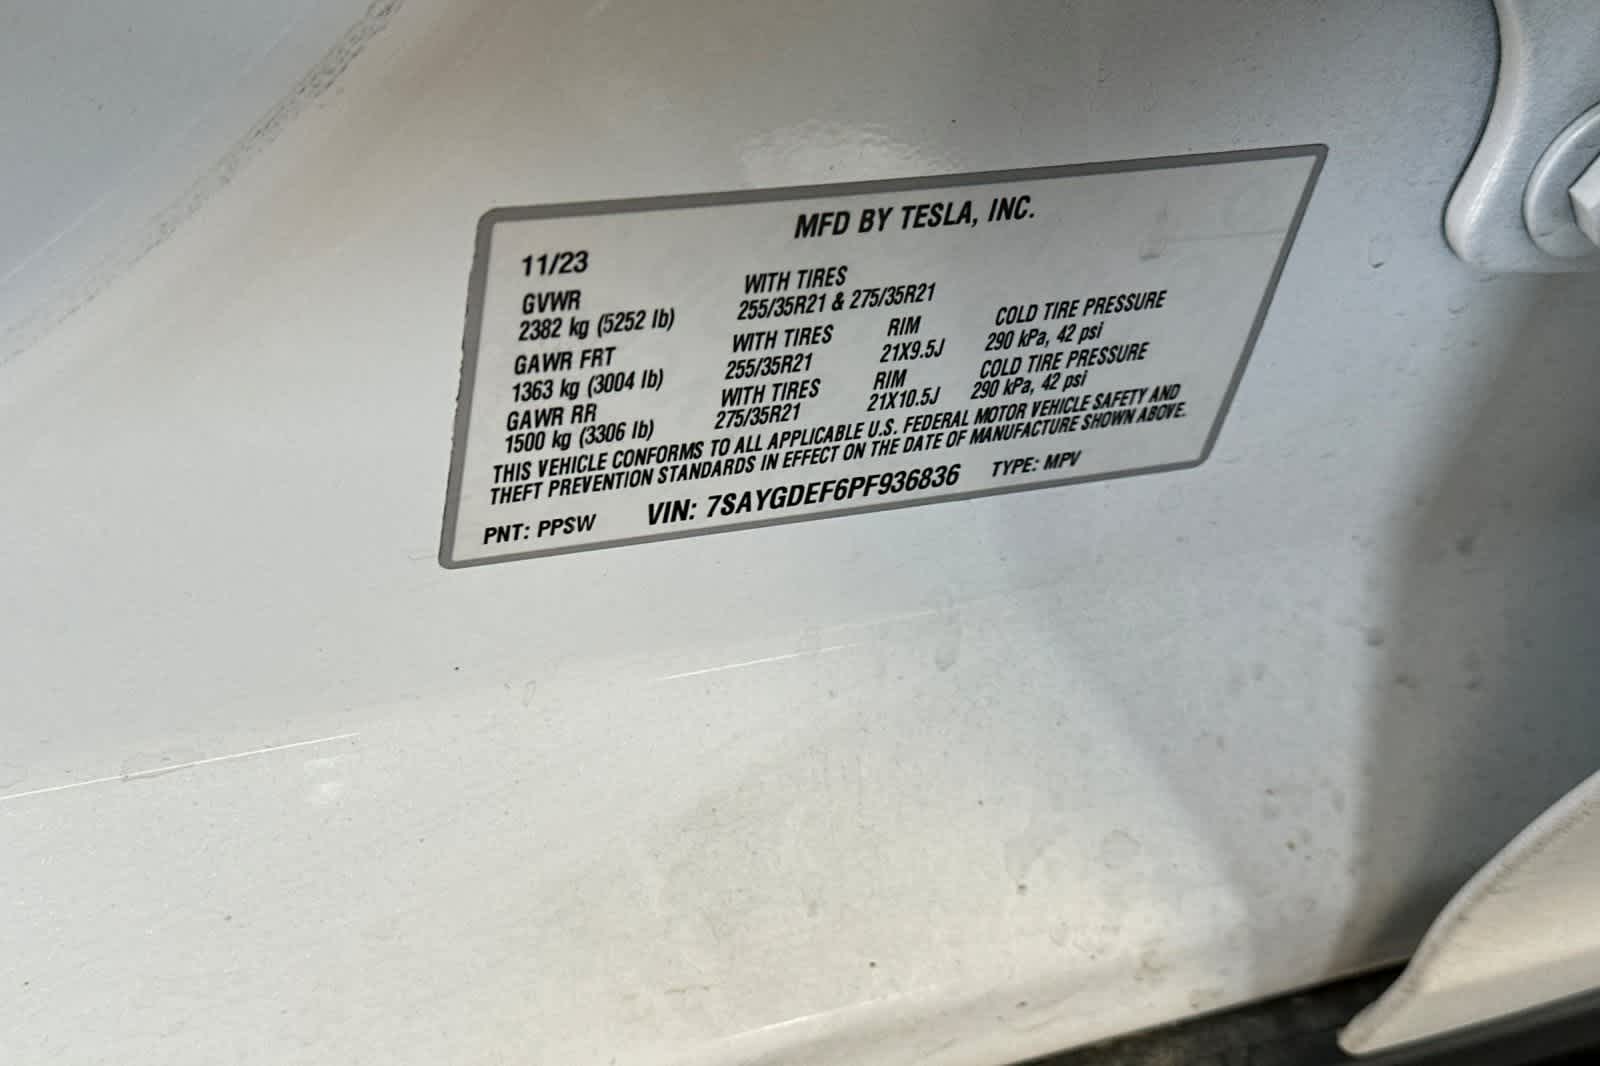 MFD BY TESLA, INC.
11/23
GVWR WITH TIRES
2382 kg (5252 lb) 255/35R21 & 275/35R21
GAWR FRT WITH TIRES RIM COLD TIRE PRESSURE
1363 kg (3004 lb) 255/35R21 21X9.5J 290 kPa, 42 psi
GAWR RR WITH TIRES RIM COLD TIRE PRESSURE
1500 kg (3306 lb) 275/35R21 21X10.5J 290 kPa, 42 psi
THIS VEHICLE CONFORMS TO ALL APPLICABLE U.S. FEDERAL MOTOR VEHICLE SAFETY AND
THEFT PREVENTION STANDARDS IN EFFECT ON THE DATE OF MANUFACTURE SHOWN ABOVE.
PNT: PPSW VIN: 7SAYGDEF6PF936836 TYPE: MPV